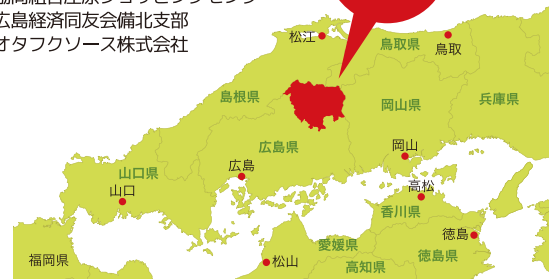 広島経済同友会備北支部
オタフクソース株式会社
松江
鳥取県
鳥取
島根県
岡山県
兵庫県
広島県
岡山
広島
山口県
山口
高松
香川県
徳島
愛媛県
徳島県
福岡県
松山
高知県